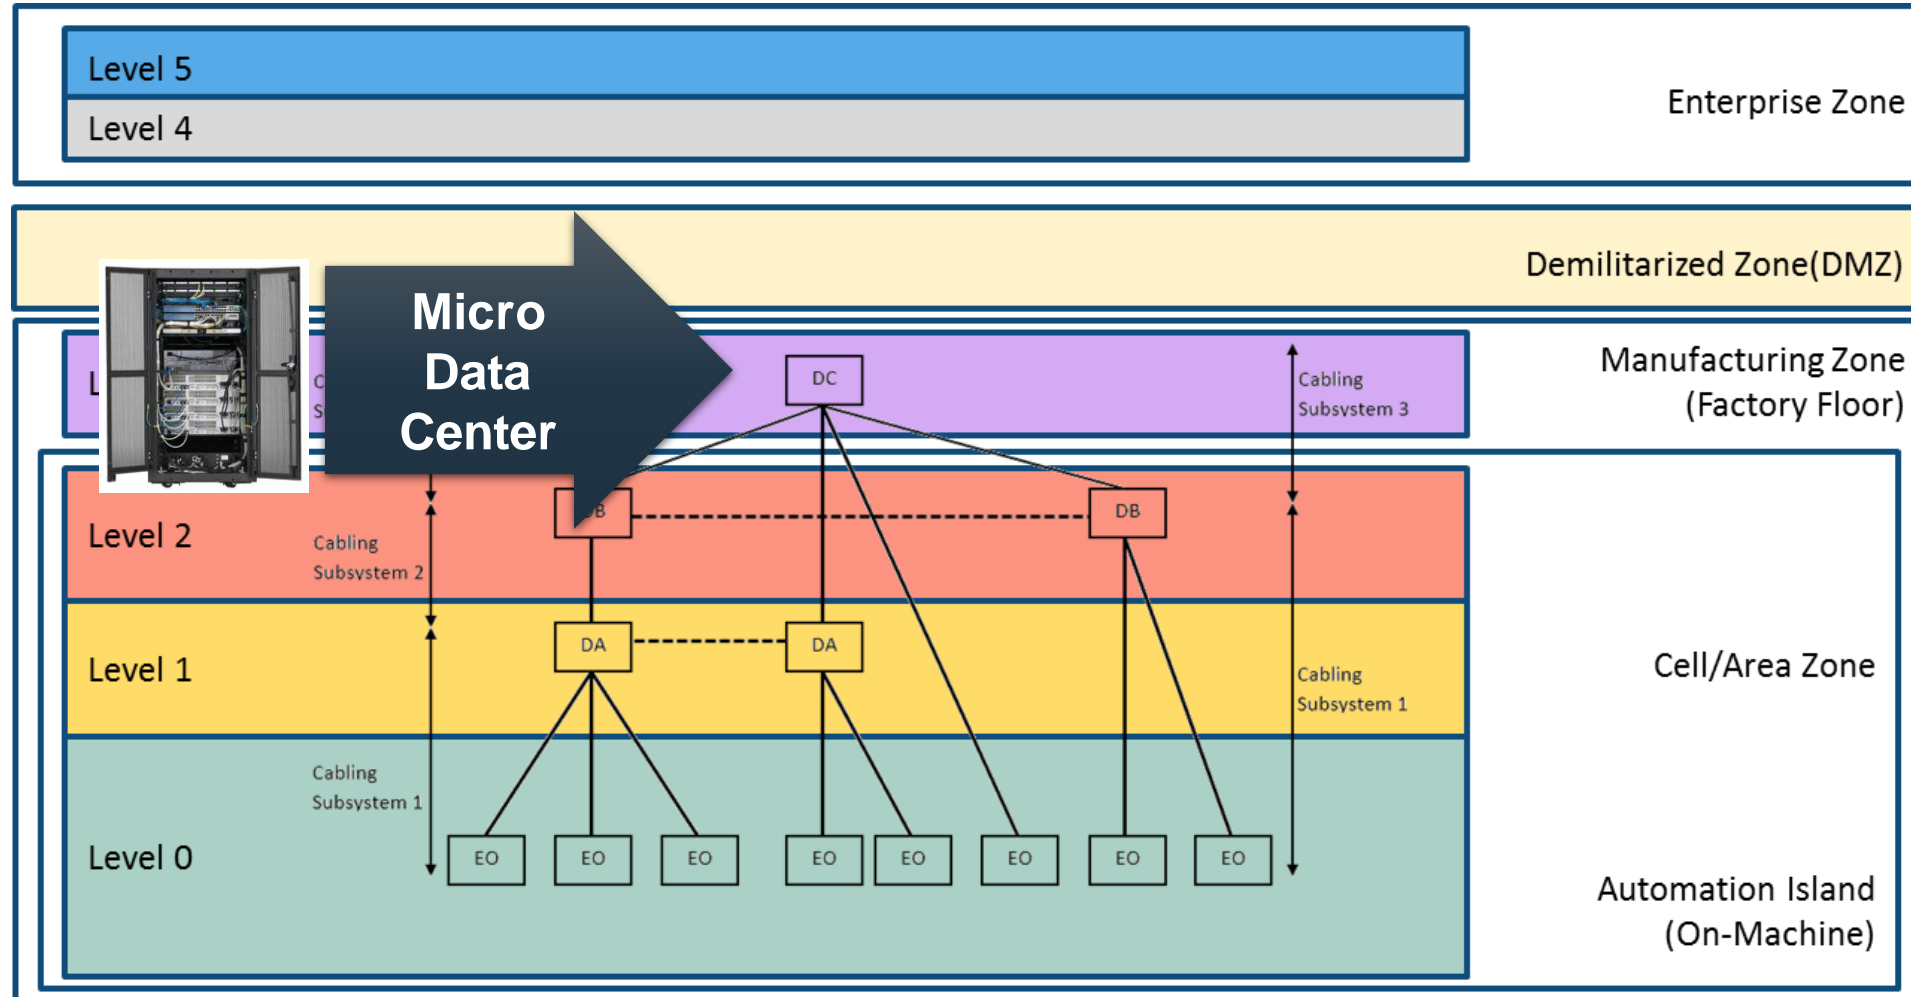 Level 5
Level 4
Enterprise Zone
Demilitarized Zone(DMZ)
Micro
Data
Center
DC
Cabling
Subsystem 3
Manufacturing Zone
(Factory Floor)
Level 2
Cabling
Subsystem 2
DB
DB
Level 1
DA
DA
Cabling
Subsystem 1
Cell/Area Zone
Level 0
Cabling
Subsystem 1
EO
EO
EO
EO
EO
EO
EO
EO
Automation Island
(On-Machine)